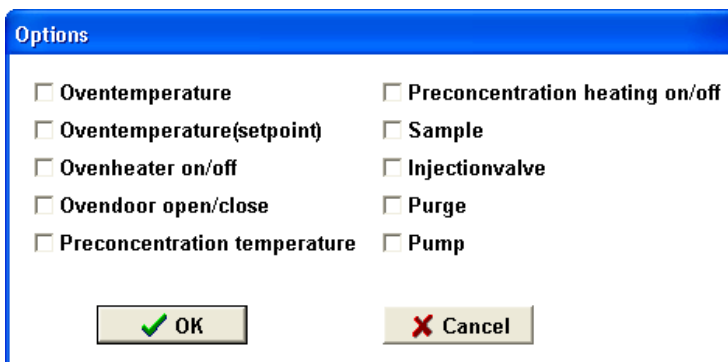 Options
Oventemperature
Oventemperature(setpoint)
Ovenheater on/off
Ovendoor open/close
Preconcentration temperature
Preconcentration heating on/off
Sample
Injectionvalve
Purge
Pump
OK
Cancel